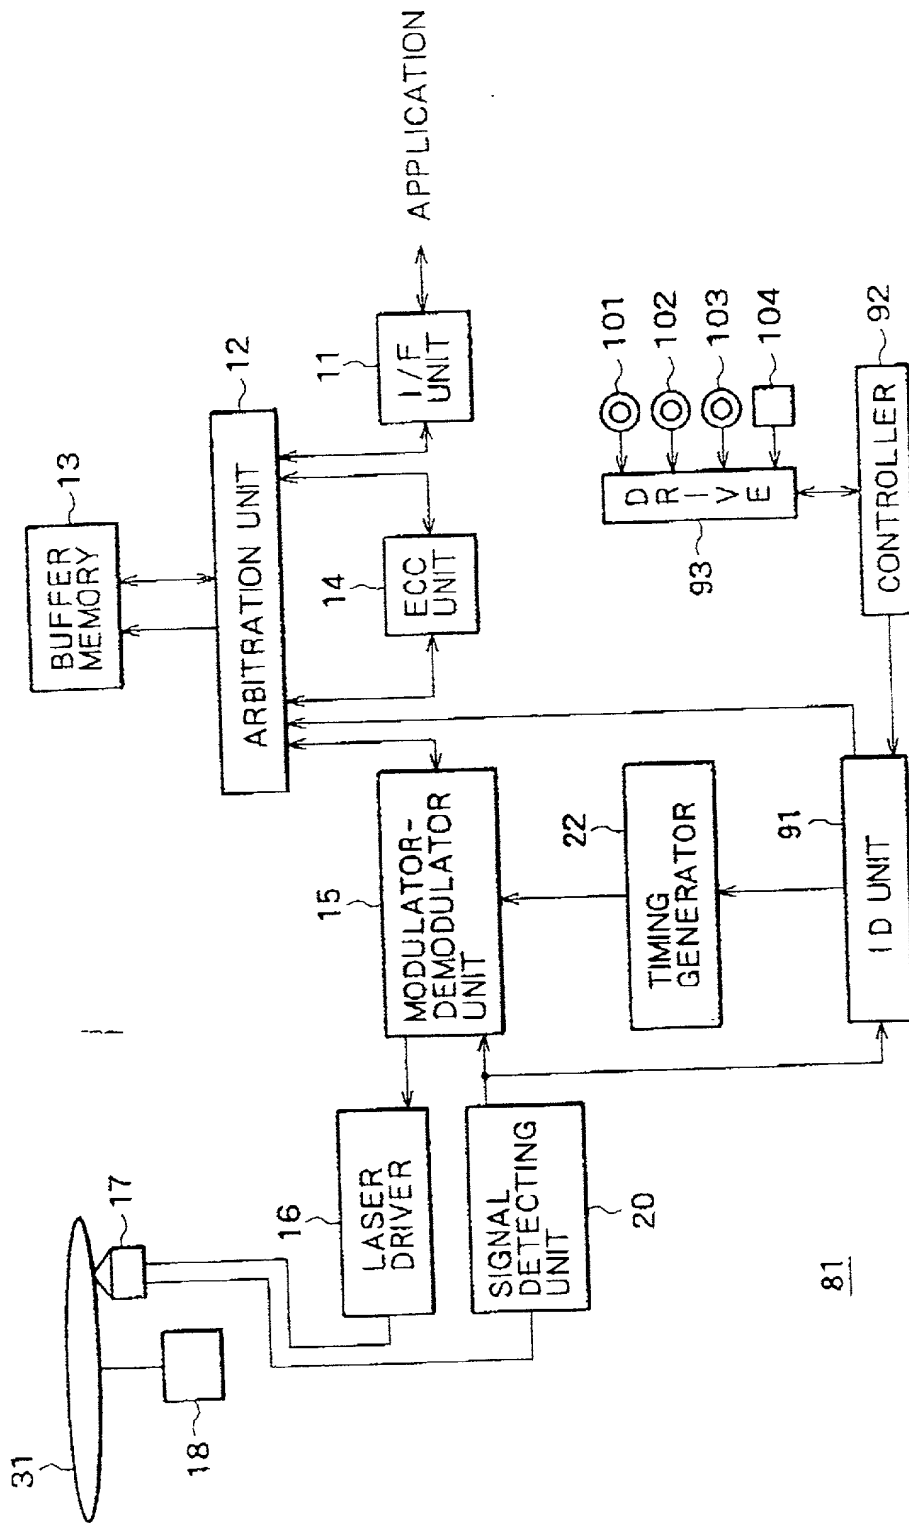 31
17
18
16
LASER
DRIVER
SIGNAL
DETECTING
UNIT
20
81
13
BUFFER
MEMORY
12
ARBITRATION UNIT
15
MODULATOR-
DEMODULATOR
UNIT
14
ECC
UNIT
11
I/F
UNIT
APPLICATION
22
TIMING
GENERATOR
91
ID UNIT
93
DRIVE
101
102
103
104
CONTROLLER
92